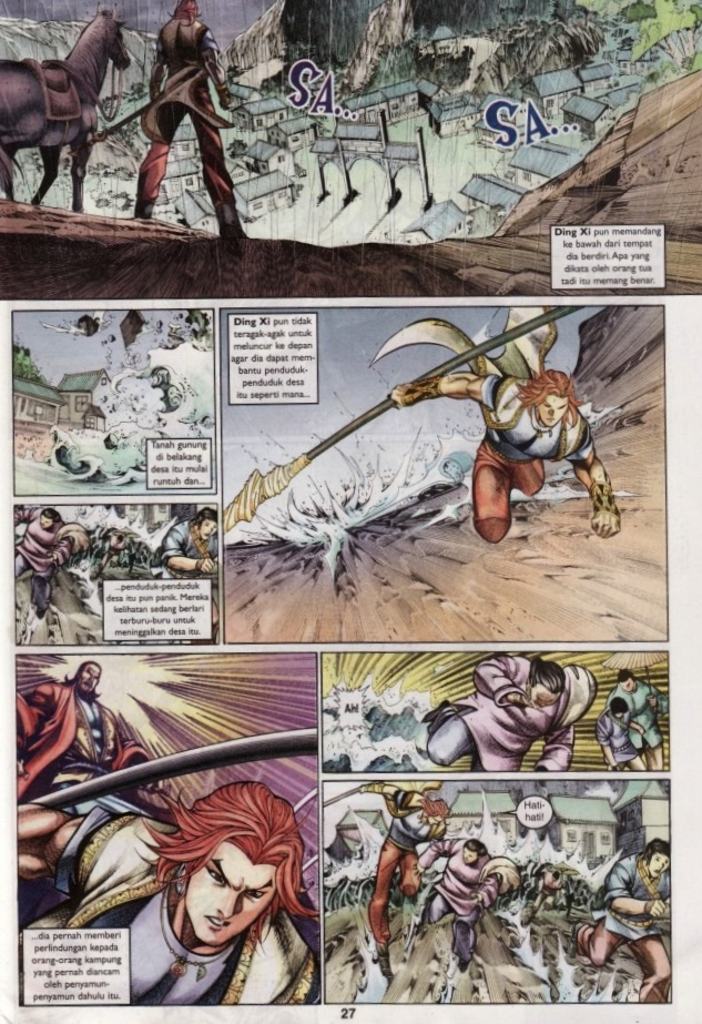 SA...
SA...
Ding Xi pun memandang
ke bawah dari tempat
dia berdiri. Apa yang
dikata oleh orang tua
tadi itu memang benar.
Tanah gunung
di belakang
desa itu mulai
runtuh dan...
Ding Xi pun tidak
teragak-agak untuk
meluncur ke depan
agar dia dapat mem-
bantu penduduk-
penduduk desa
itu seperti mana...
...penduduk-penduduk
desa itu pun panik. Mereka
kelihatan sedang berlari
terburu-buru untuk
meninggalkan desa itu.
...dia pernah memberi
perlindungan kepada
orang-orang kampung
yang pernah diancam
oleh penyamun-
penyamun dahulu itu.
Ah!
Hati-
hati!
27